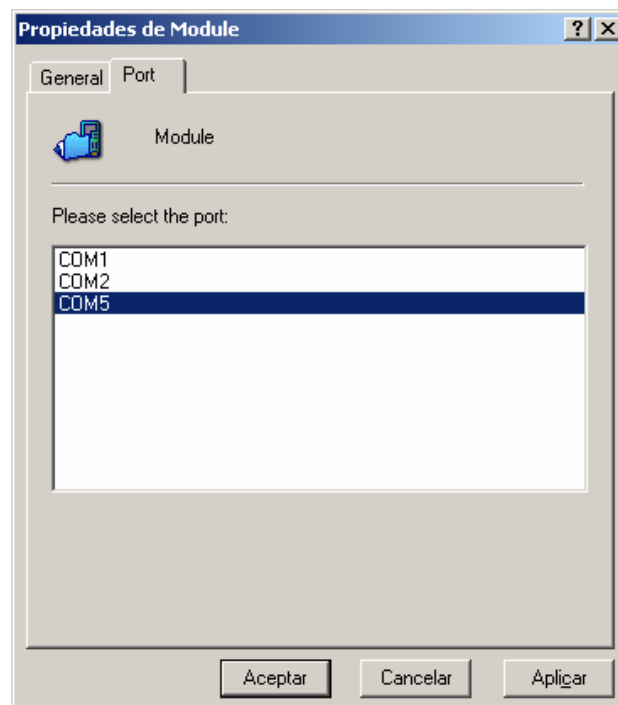 Propiedades de Module
General Port
Module
Please select the port:
COM1
COM2
COM5
Aceptar Cancelar Aplicar